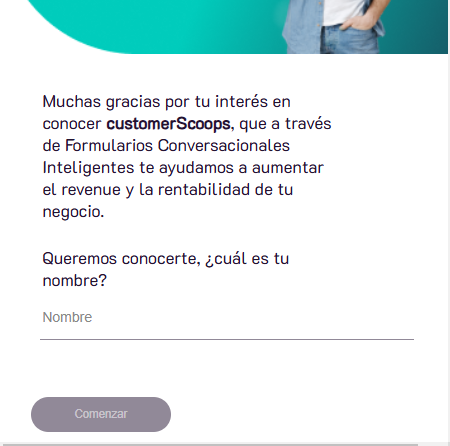 Muchas gracias por tu interés en
conocer customerScoops, que a través
de Formularios Conversacionales
Inteligentes te ayudamos a aumentar
el revenue y la rentabilidad de tu
negocio.
Queremos conocerte, ¿cuál es tu
nombre?
Nombre
Comenzar